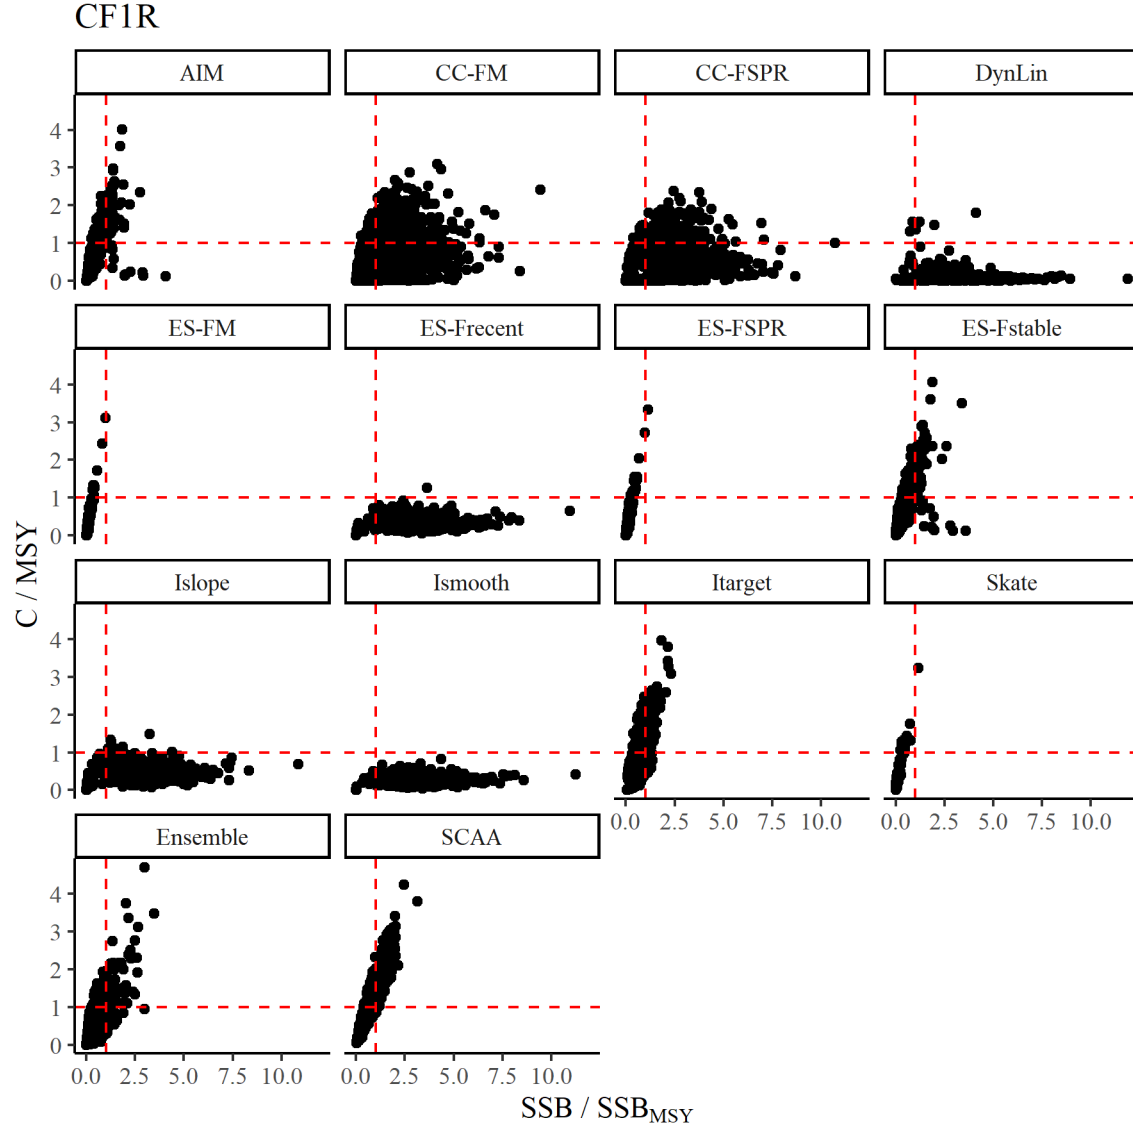 CF1R
AIM CC-FM CC-FSPR DynLin
4
3
2
1
0
ES-FM ES-Frecent ES-FSPR ES-Fstable
4
3
2
1
0
Islope Ismooth Itarget Skate
4
3
2
1
0
0.0 2.5 5.0 7.5 10.0 0.0 2.5 5.0 7.5 10.0
Ensemble SCAA
4
3
2
1
0
0.0 2.5 5.0 7.5 10.0 0.0 2.5 5.0 7.5 10.0
C / MSY
SSB / SSBMSY